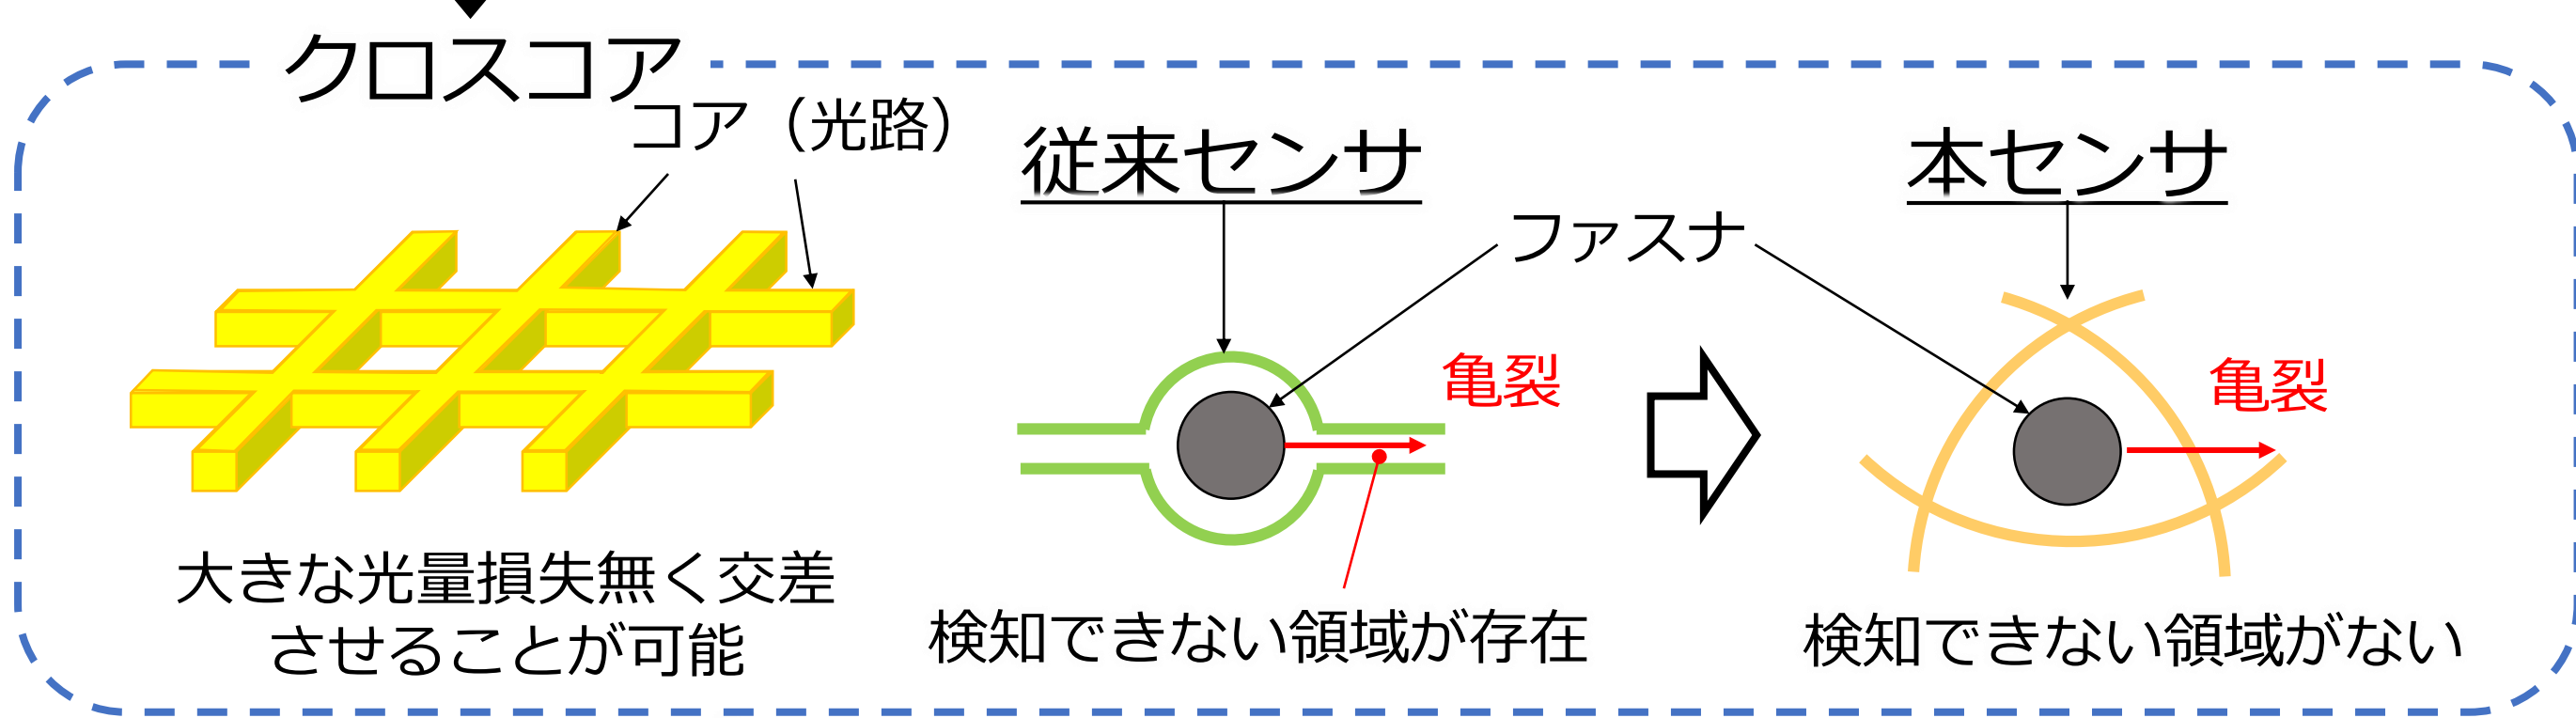 クロスコア
コア（光路）
大きな光量損失無く交差
させることが可能
従来センサ
ファスナ
亀裂
検知できない領域が存在
本センサ
亀裂
検知できない領域がない